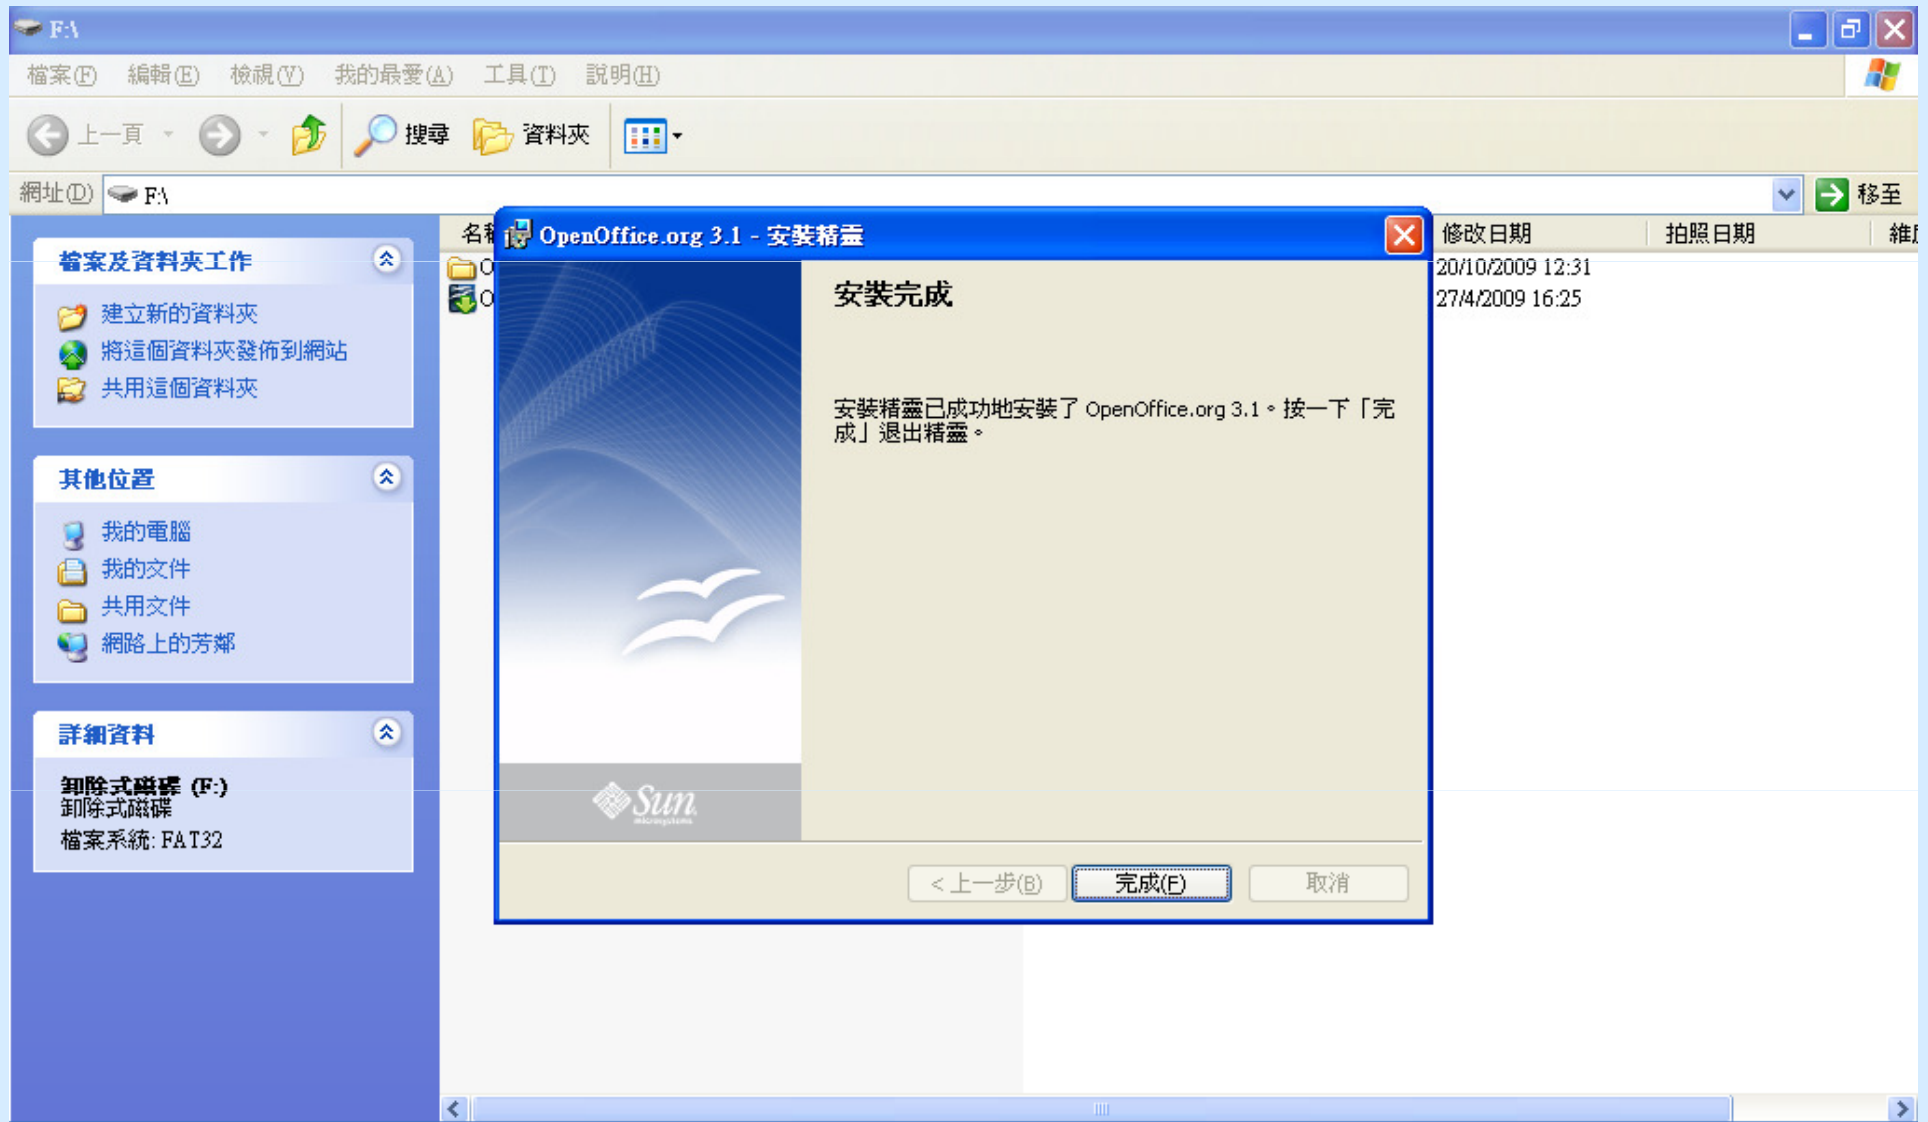 F:\
檔案(F) 編輯(E) 檢視(V) 我的最愛(A) 工具(T) 說明(H)
上一頁 搜尋 資料夾
網址(D) F:\ 移至
檔案及資料夾工作
建立新的資料夾
將這個資料夾發佈到網站
共用這個資料夾
其他位置
我的電腦
我的文件
共用文件
網路上的芳鄰
詳細資料
卸除式磁碟 (F:)
卸除式磁碟
檔案系統: FAT32
名
修改日期 拍照日期 維
20/10/2009 12:31
27/4/2009 16:25
OpenOffice.org 3.1 - 安裝精靈
安裝完成
安裝精靈已成功地安裝了 OpenOffice.org 3.1。按一下「完
成」退出精靈。
Sun
microsystems
< 上一步(B) 完成(F) 取消